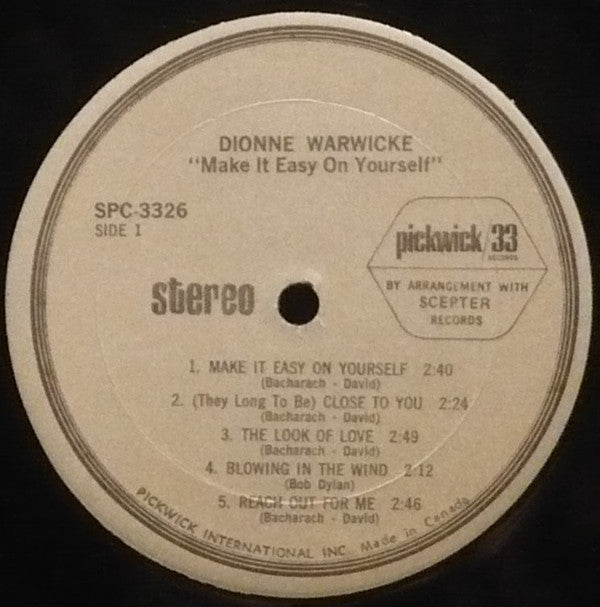 DIONNE WARWICKE
"Make It Easy On Yourself"
SPC-3326
SIDE 1
pickwick/33
RECORDS
BY ARRANGEMENT WITH
SCEPTER
RECORDS
stereo
1. MAKE IT EASY ON YOURSELF 2:40
(Bacharach - David)
2. (They Long To Be) CLOSE TO YOU 2:24
(Bacharach - David)
3. THE LOOK OF LOVE 2:49
(Bacharach - David)
4. BLOWING IN THE WIND 2:12
(Bob Dylan)
5. REACH OUT FOR ME 2:46
(Bacharach - David)
PICKWICK INTERNATIONAL INC. Made in Canada